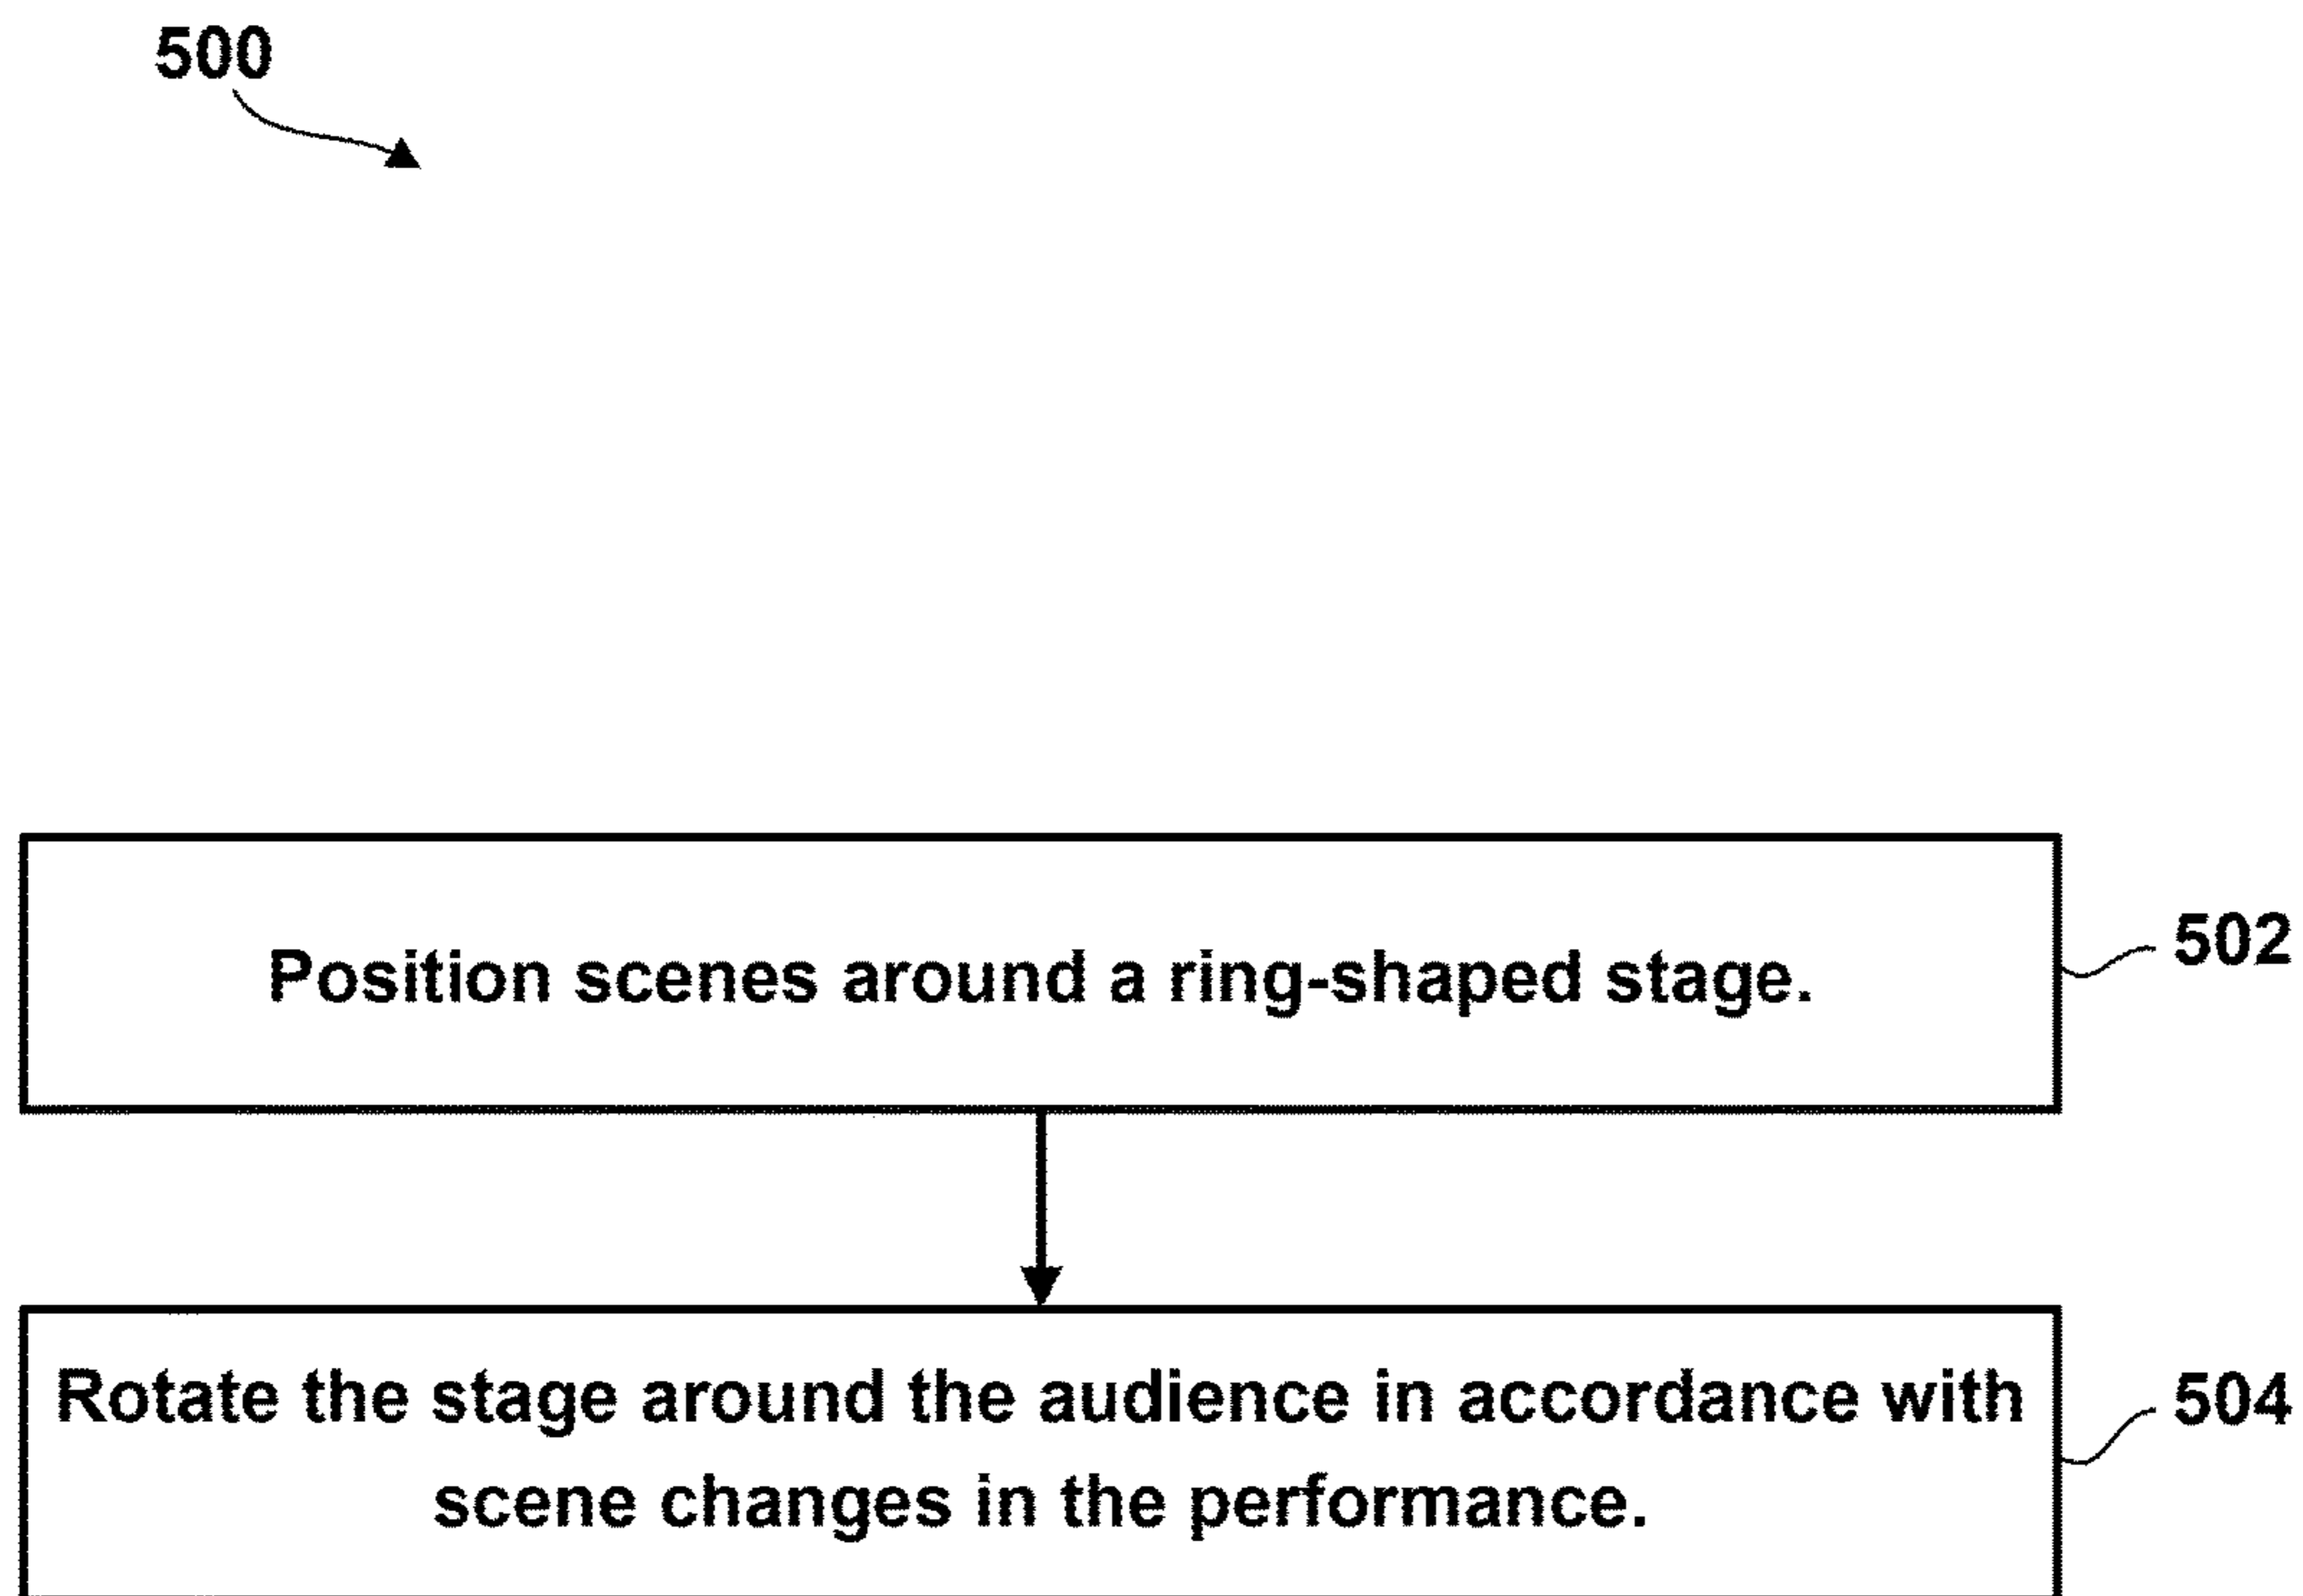 500
Position scenes around a ring-shaped stage.
502
Rotate the stage around the audience in accordance with
504
scene changes in the performance.